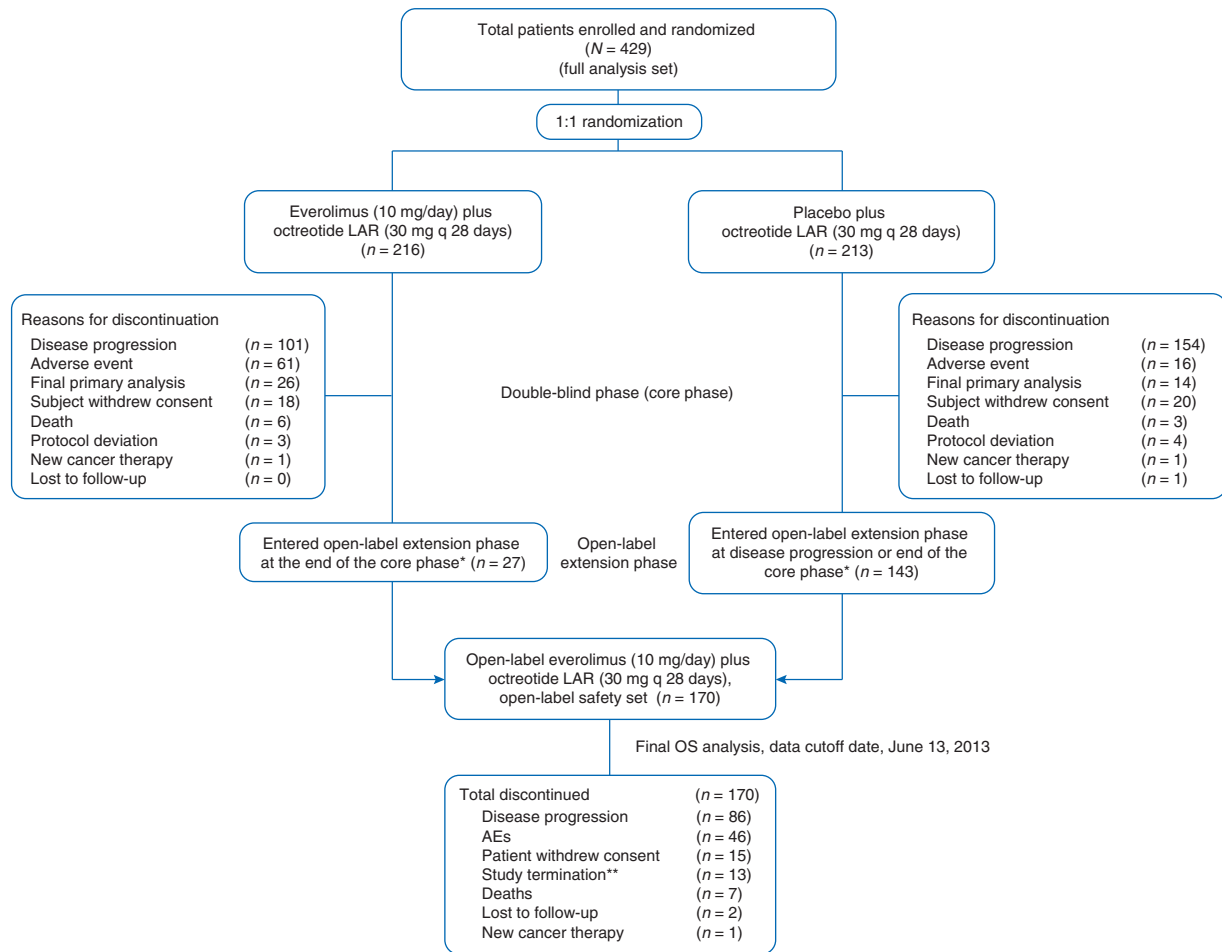 Total patients enrolled and randomized
(N = 429)
(full analysis set)
1:1 randomization
Everolimus (10 mg/day) plus
octreotide LAR (30 mg q 28 days)
(n = 216)
Placebo plus
octreotide LAR (30 mg q 28 days)
(n = 213)
Reasons for discontinuation
Disease progression (n = 101)
Adverse event (n = 61)
Final primary analysis (n = 26)
Subject withdrew consent (n = 18)
Death (n = 6)
Protocol deviation (n = 3)
New cancer therapy (n = 1)
Lost to follow-up (n = 0)
Double-blind phase (core phase)
Reasons for discontinuation
Disease progression (n = 154)
Adverse event (n = 16)
Final primary analysis (n = 14)
Subject withdrew consent (n = 20)
Death (n = 3)
Protocol deviation (n = 4)
New cancer therapy (n = 1)
Lost to follow-up (n = 1)
Entered open-label extension phase
at the end of the core phase* (n = 27)
Open-label
extension phase
Entered open-label extension phase
at disease progression or end of the
core phase* (n = 143)
Open-label everolimus (10 mg/day) plus
octreotide LAR (30 mg q 28 days),
open-label safety set (n = 170)
Final OS analysis, data cutoff date, June 13, 2013
Total discontinued (n = 170)
Disease progression (n = 86)
AEs (n = 46)
Patient withdrew consent (n = 15)
Study termination** (n = 13)
Deaths (n = 7)
Lost to follow-up (n = 2)
New cancer therapy (n = 1)